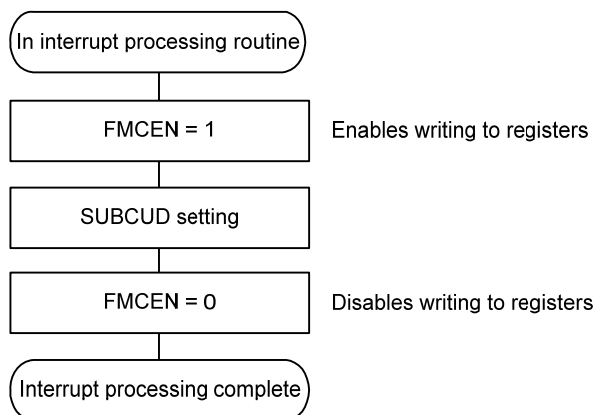 In interrupt processing routine
FMCEN = 1
Enables writing to registers
SUBCUD setting
FMCEN = 0
Disables writing to registers
Interrupt processing complete